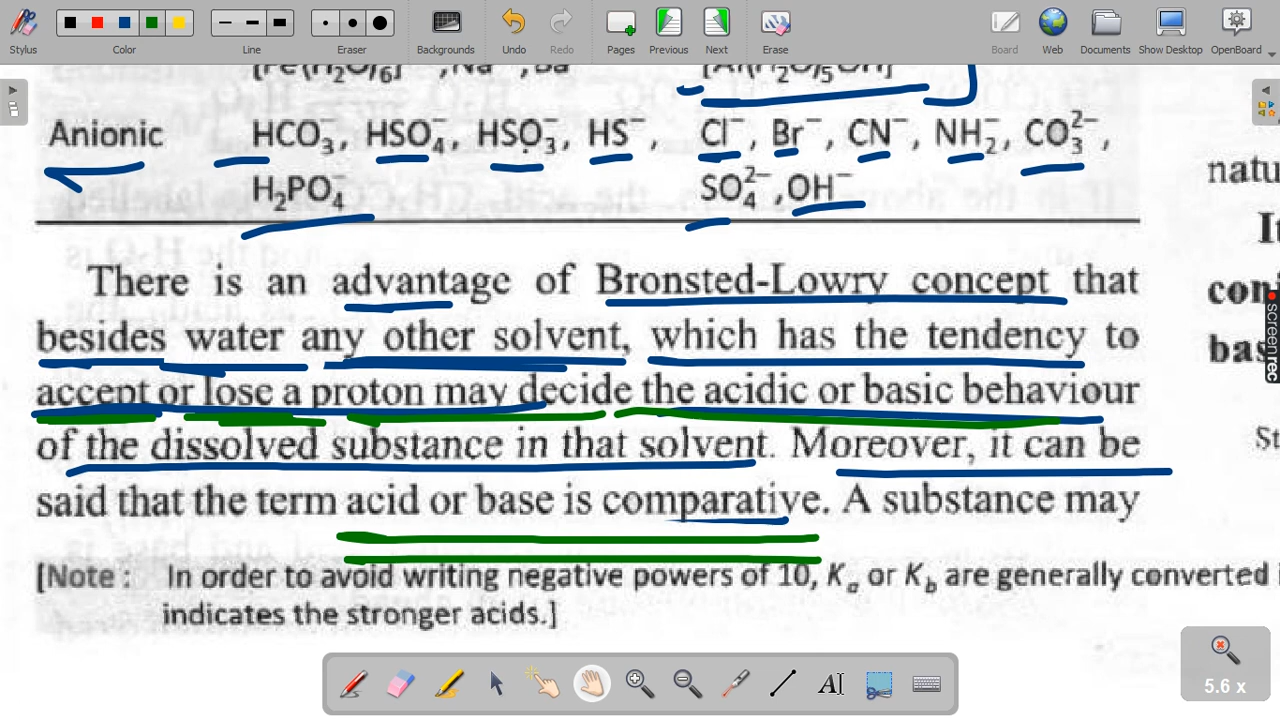 Stylus Color Line Eraser Backgrounds Undo Redo Pages Previous Next Erase Board Web Documents Show Desktop OpenBoard
Anionic HCO₃⁻, HSO₄⁻, HSO₃⁻, HS⁻, Cl⁻, Br⁻, CN⁻, NH₂⁻, CO₃²⁻,
H₂PO₄⁻ SO₄²⁻, OH⁻
There is an advantage of Bronsted-Lowry concept that
besides water any other solvent, which has the tendency to
accept or lose a proton may decide the acidic or basic behaviour
of the dissolved substance in that solvent. Moreover, it can be
said that the term acid or base is comparative. A substance may
[Note : In order to avoid writing negative powers of 10, Kₐ or K_b are generally converted
indicates the stronger acids.]
natu
con
bas
St
screenrec
5.6 x